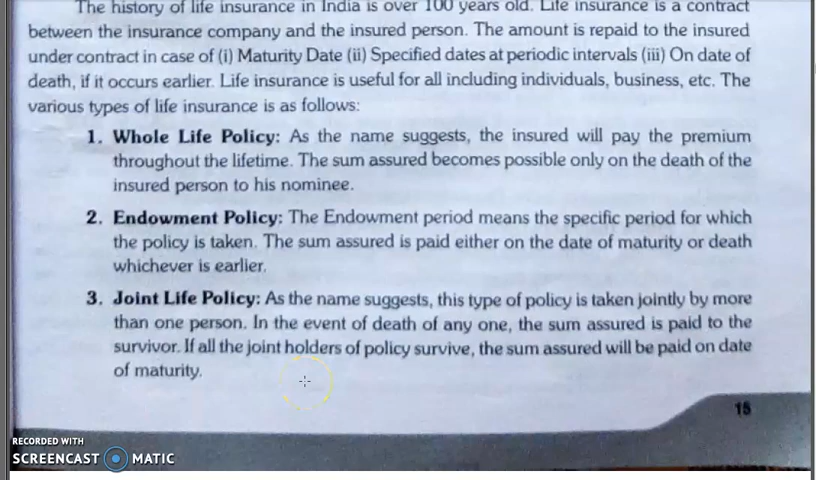 The history of life insurance in India is over 100 years old. Life insurance is a contract
between the insurance company and the insured person. The amount is repaid to the insured
under contract in case of (i) Maturity Date (ii) Specified dates at periodic intervals (iii) On date of
death, if it occurs earlier. Life insurance is useful for all including individuals, business, etc. The
various types of life insurance is as follows:
1. Whole Life Policy: As the name suggests, the insured will pay the premium
throughout the lifetime. The sum assured becomes possible only on the death of the
insured person to his nominee.
2. Endowment Policy: The Endowment period means the specific period for which
the policy is taken. The sum assured is paid either on the date of maturity or death
whichever is earlier.
3. Joint Life Policy: As the name suggests, this type of policy is taken jointly by more
than one person. In the event of death of any one, the sum assured is paid to the
survivor. If all the joint holders of policy survive, the sum assured will be paid on date
of maturity.
15
RECORDED WITH
SCREENCAST MATIC